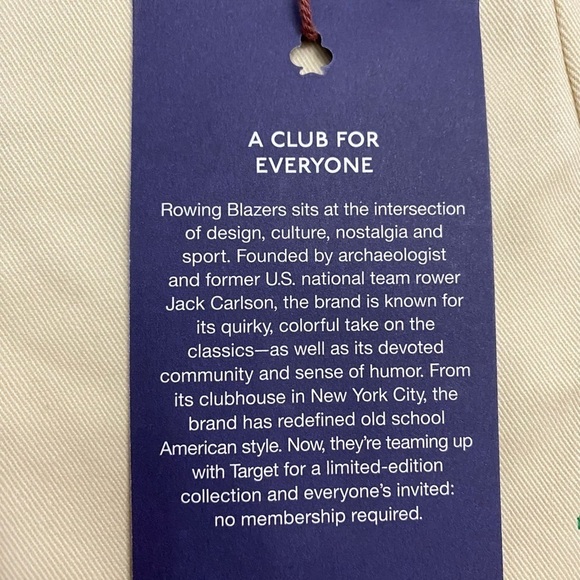 A CLUB FOR
EVERYONE
Rowing Blazers sits at the intersection
of design, culture, nostalgia and
sport. Founded by archaeologist
and former U.S. national team rower
Jack Carlson, the brand is known for
its quirky, colorful take on the
classics—as well as its devoted
community and sense of humor. From
its clubhouse in New York City, the
brand has redefined old school
American style. Now, they're teaming up
with Target for a limited-edition
collection and everyone's invited:
no membership required.